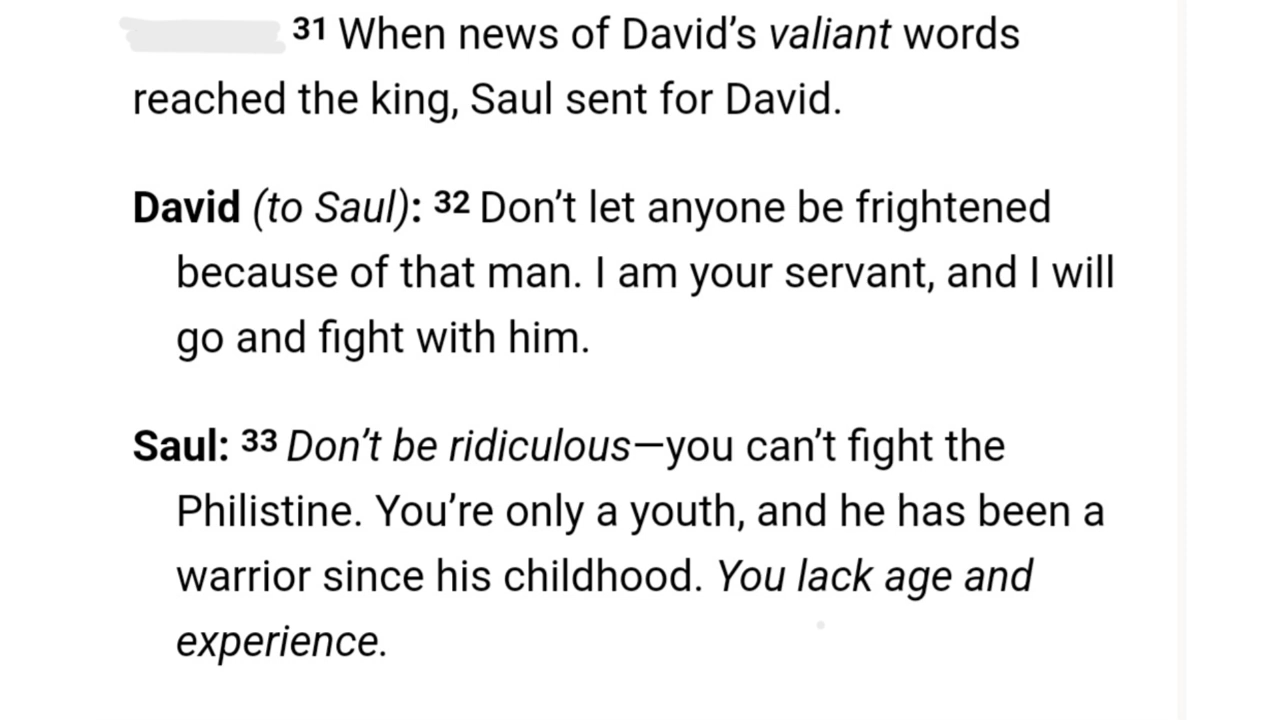 31 When news of David’s valiant words
reached the king, Saul sent for David.
David (to Saul): 32 Don’t let anyone be frightened
because of that man. I am your servant, and I will
go and fight with him.
Saul: 33 Don’t be ridiculous—you can’t fight the
Philistine. You’re only a youth, and he has been a
warrior since his childhood. You lack age and
experience.